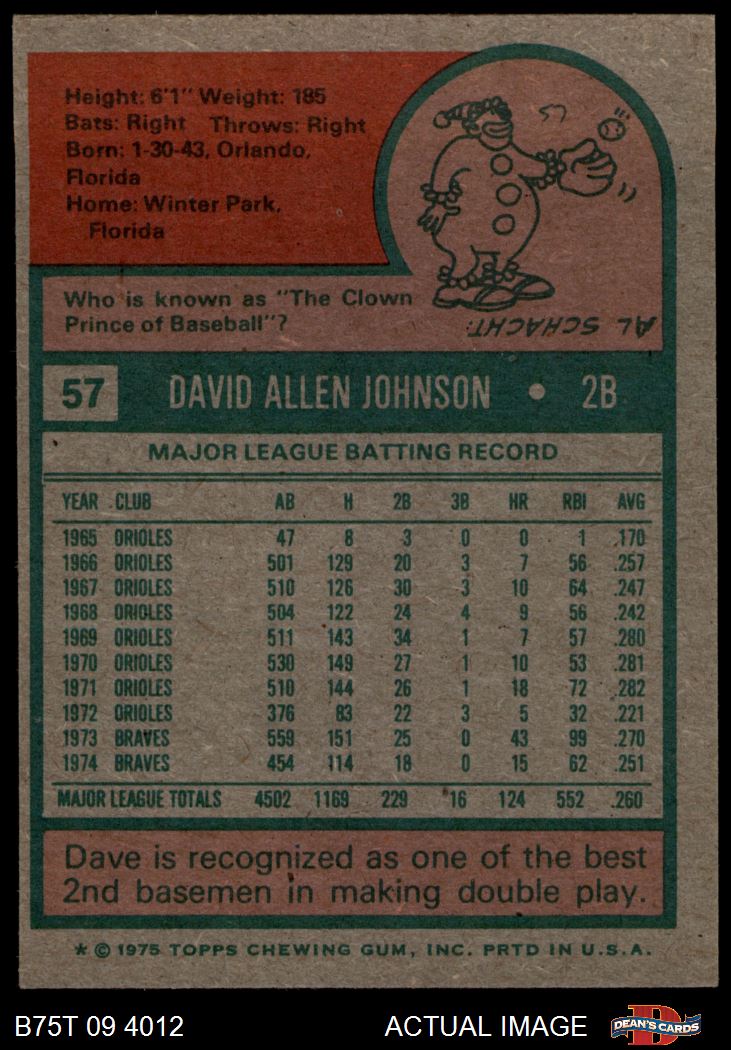 Height: 6'1" Weight: 185
Bats: Right Throws: Right
Born: 1-30-43, Orlando,
Florida
Home: Winter Park,
Florida
57
Who is known as "The Clown
Prince of Baseball"?
AL SCHACHT.
57 DAVID ALLEN JOHNSON • 2B
MAJOR LEAGUE BATTING RECORD
YEAR CLUB AB H 2B 3B HR RBI AVG
1965 ORIOLES 47 8 3 0 0 1 .170
1966 ORIOLES 501 129 20 3 7 56 .257
1967 ORIOLES 510 126 30 3 10 64 .247
1968 ORIOLES 504 122 24 4 9 56 .242
1969 ORIOLES 511 143 34 1 7 57 .280
1970 ORIOLES 530 149 27 1 10 53 .281
1971 ORIOLES 510 144 26 1 18 72 .282
1972 ORIOLES 376 83 22 3 5 32 .221
1973 BRAVES 559 151 25 0 43 99 .270
1974 BRAVES 454 114 18 0 15 62 .251
MAJOR LEAGUE TOTALS 4502 1169 229 16 124 552 .260
Dave is recognized as one of the best
2nd basemen in making double play.
* © 1975 TOPPS CHEWING GUM, INC. PRTD IN U.S.A.
B75T 09 4012 ACTUAL IMAGE D DEAN'S CARDS